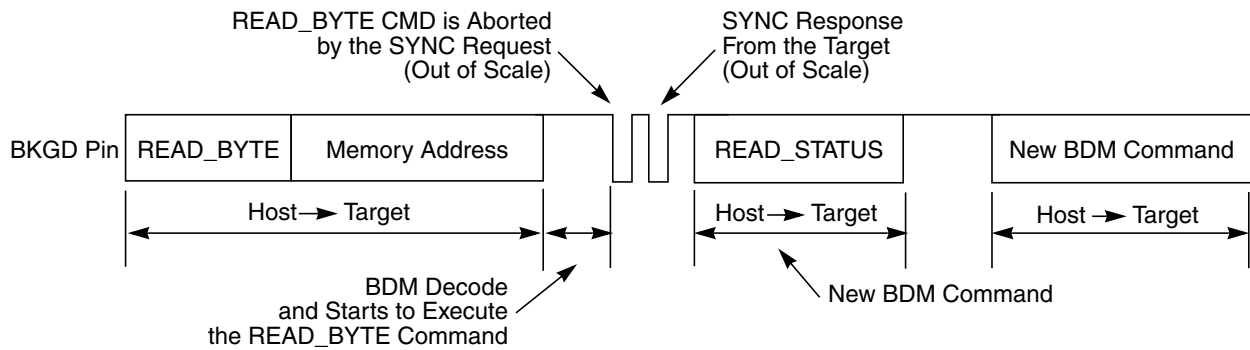 READ_BYTE CMD is Aborted
by the SYNC Request
(Out of Scale)
SYNC Response
From the Target
(Out of Scale)
BKGD Pin
READ_BYTE
Memory Address
READ_STATUS
New BDM Command
Host Target
Host Target
Host Target
BDM Decode
and Starts to Execute
the READ_BYTE Command
New BDM Command